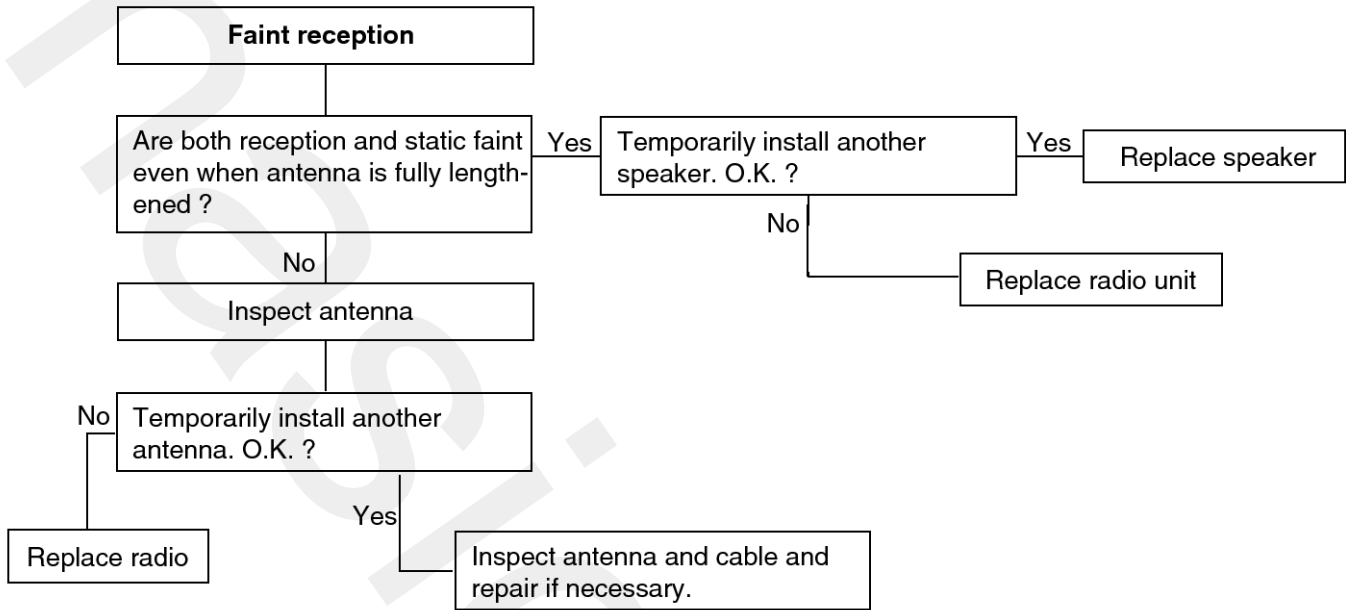 Faint reception
Are both reception and static faint
even when antenna is fully length-
ened ?
Yes
Temporarily install another
speaker. O.K. ?
Yes
Replace speaker
No
Replace radio unit
No
Inspect antenna
No
Temporarily install another
antenna. O.K. ?
Replace radio
Yes
Inspect antenna and cable and
repair if necessary.